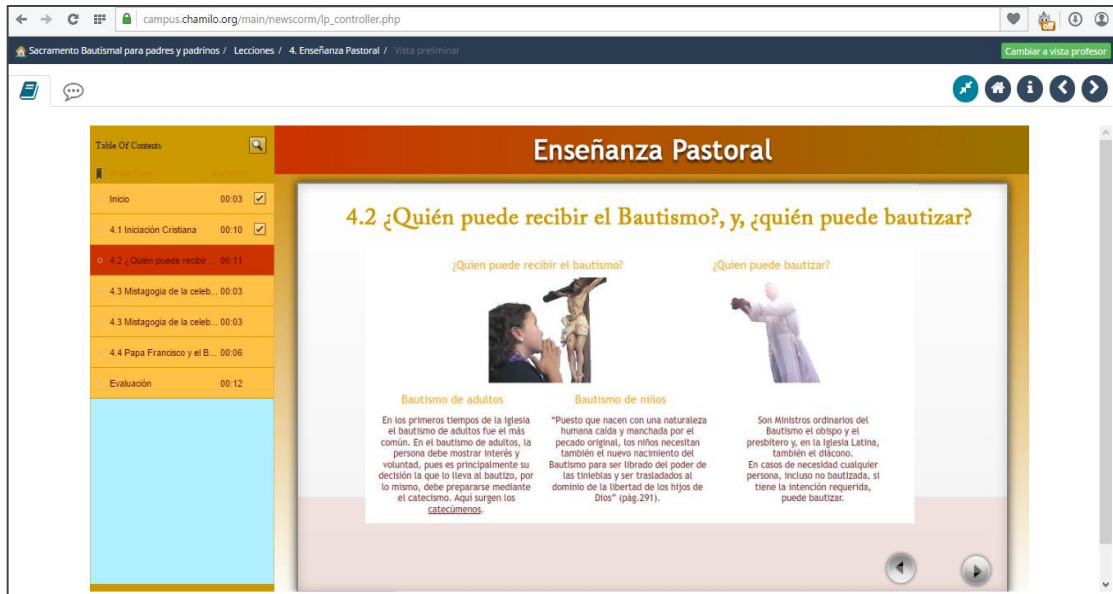 campus.chamilo.org/main/newscorm/lp_controller.php
Off
Sacramento Bautismal para padres y padrinos / Lecciones / 4. Enseñanza Pastoral / Vista preliminar
Cambiar a vista profesor
Table Of Contents
Inicio 00:03
4.1 Iniciación Cristiana 00:10
4.2 ¿Quién puede recibir ... 00:11
4.3 Mistagogia de la celeb... 00:03
4.3 Mistagogia de la celeb... 00:03
4.4 Papa Francisco y el B... 00:06
Evaluación 00:12
Enseñanza Pastoral
4.2 ¿Quién puede recibir el Bautismo?, y, ¿quién puede bautizar?
¿Quien puede recibir el bautismo?
¿Quien puede bautizar?
Bautismo de adultos
En los primeros tiempos de la iglesia
el bautismo de adultos fue el más
común. En el bautismo de adultos, la
persona debe mostrar interés y
voluntad, pues es principalmente su
decisión la que lo lleva al bautizo, por
lo mismo, debe prepararse mediante
el catecismo. Aquí surgen los
catecúmenos.
Bautismo de niños
“Puesto que nacen con una naturaleza
humana caída y manchada por el
pecado original, los niños necesitan
también el nuevo nacimiento del
Bautismo para ser librado del poder de
las tinieblas y ser trasladados al
dominio de la libertad de los hijos de
Dios” (pág.291).
Son Ministros ordinarios del
Bautismo el obispo y el
presbítero y, en la Iglesia Latina,
también el diácono.
En casos de necesidad cualquier
persona, incluso no bautizada, si
tiene la intención requerida,
puede bautizar.